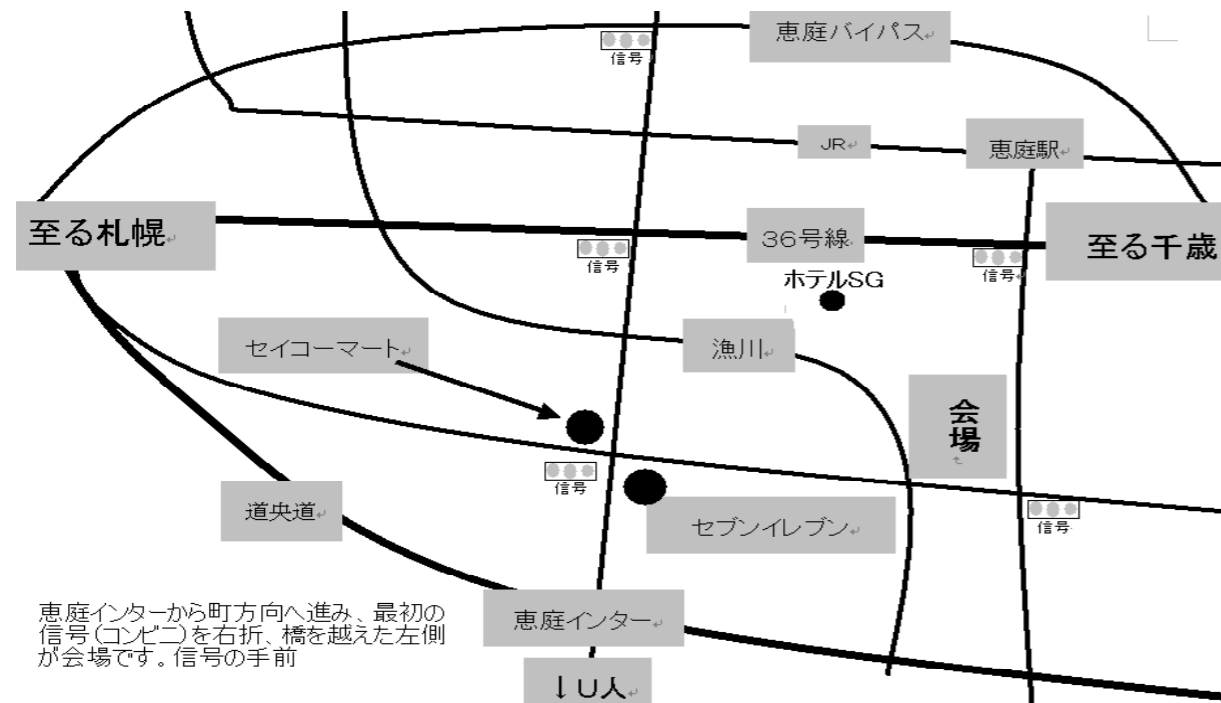 恵庭バイパス
信号
JR
恵庭駅
至る札幌
36号線
至る千歳
信号
信号
ホテルSG
セイコーマート
漁川
会場
信号
道央道
セブンイレブン
信号
恵庭インター
恵庭インターから町方向へ進み、最初の
信号(コンビニ)を右折、橋を越えた左側
が会場です。信号の手前
↓U人